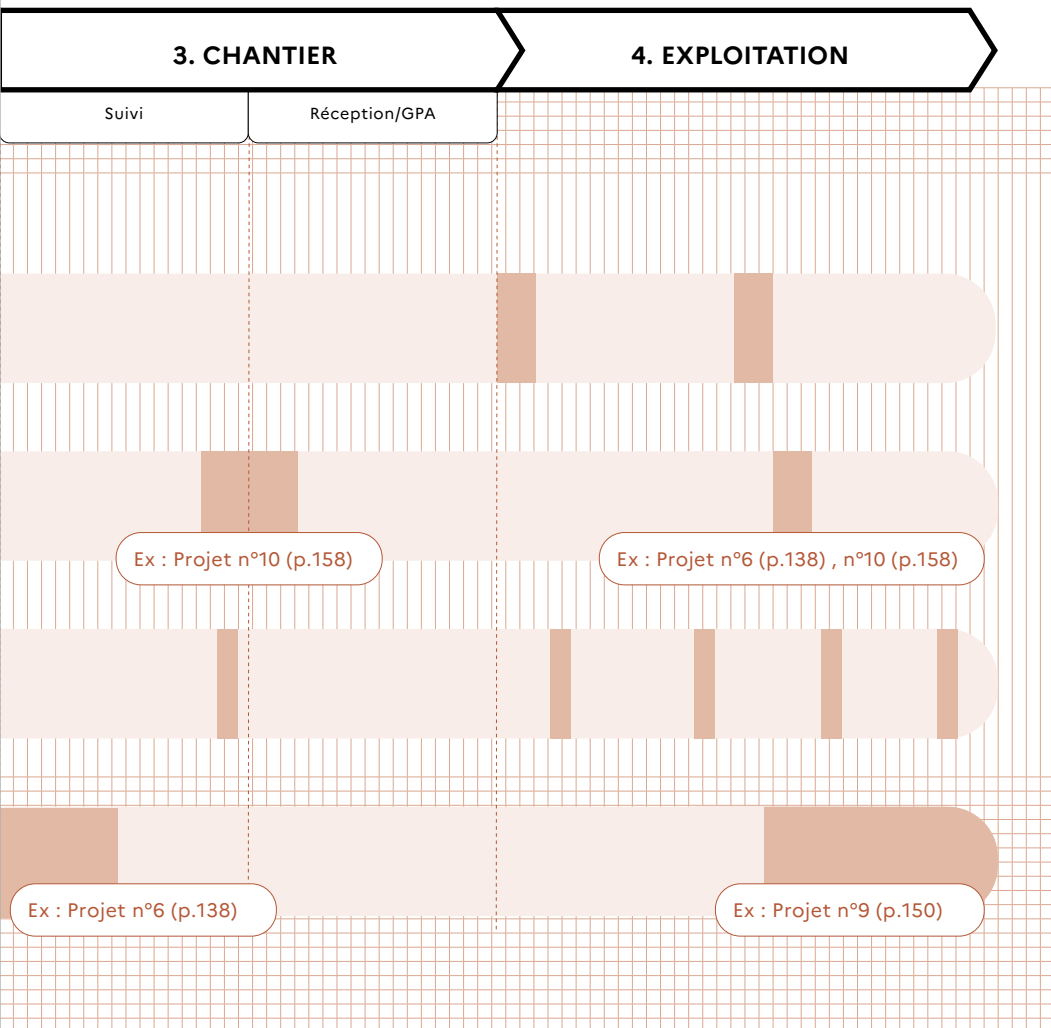 3. CHANTIER
4. EXPLOITATION
Suivi
Réception/GPA
Ex : Projet n°10 (p.158)
Ex : Projet n°6 (p.138) , n°10 (p.158)
Ex : Projet n°6 (p.138)
Ex : Projet n°9 (p.150)